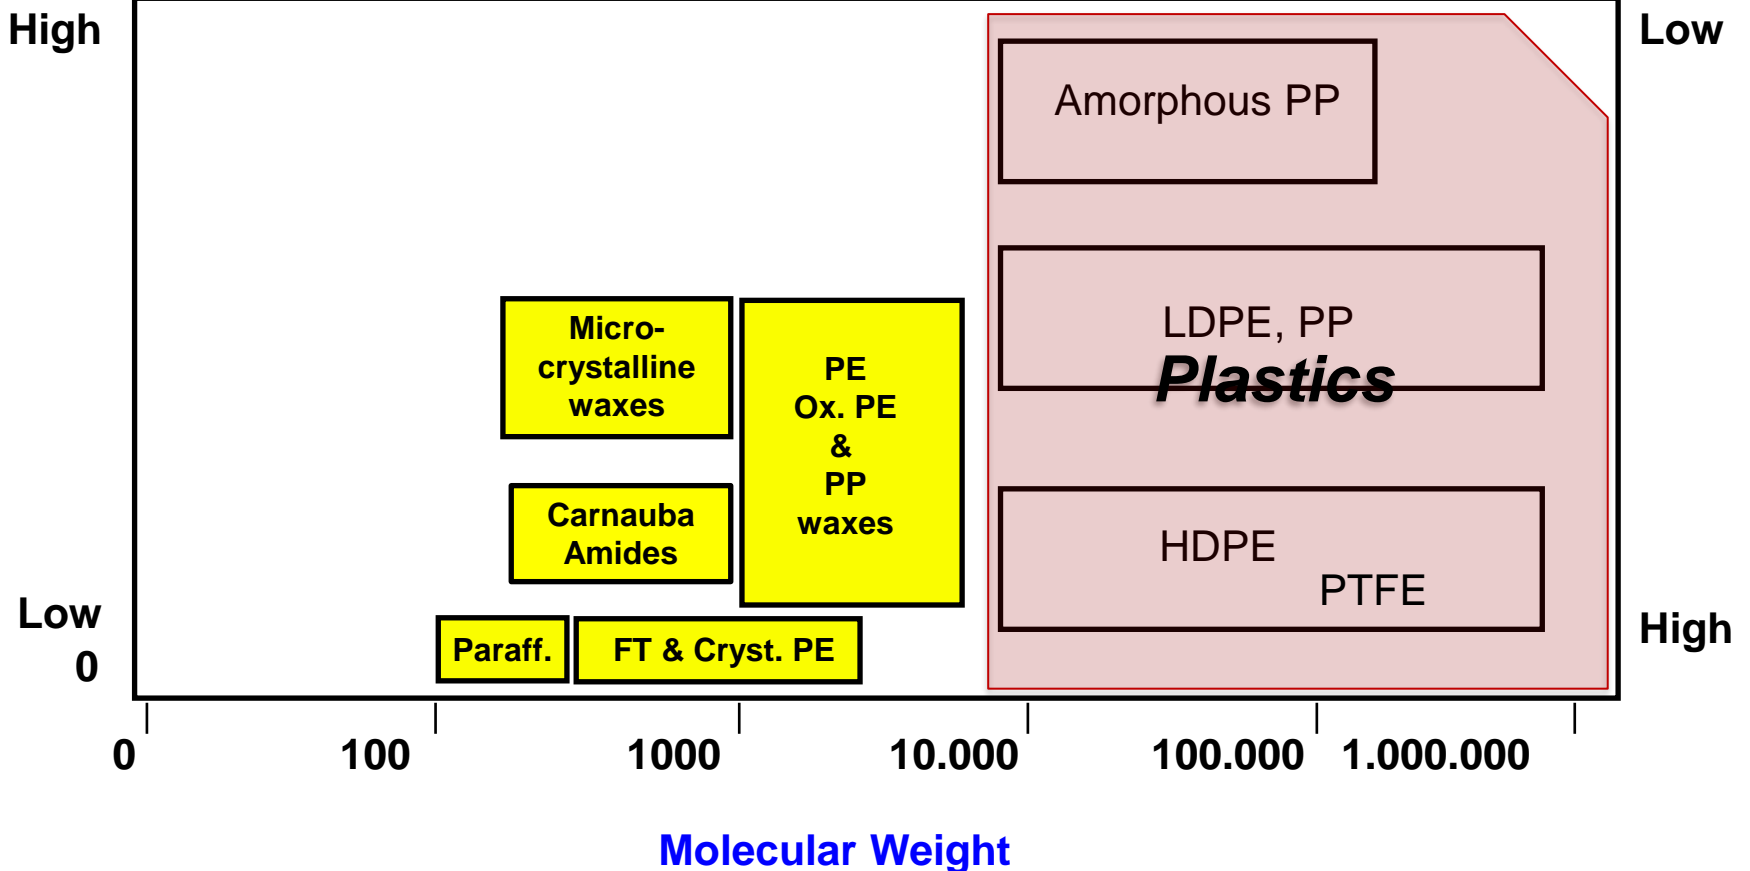 High
Low
Amorphous PP
Micro-
crystalline
waxes
PE
Ox. PE
&
PP
waxes
LDPE, PP
Plastics
Carnauba
Amides
HDPE
PTFE
Low
High
0
Paraff.
FT & Cryst. PE
0
100
1000
10.000
100.000
1.000.000
Molecular Weight